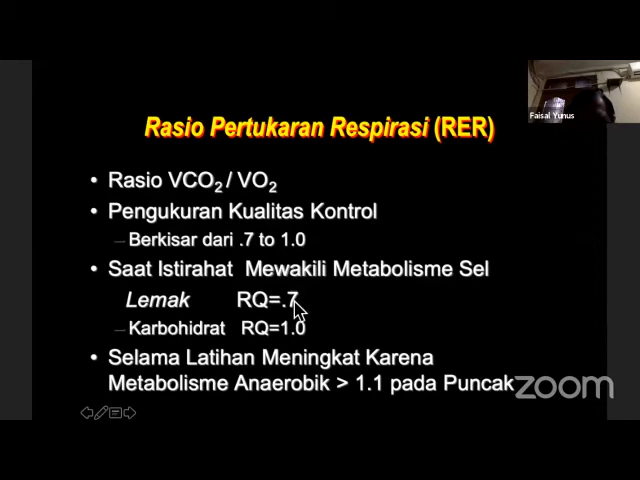 Faisal Yunus
Rasio Pertukaran Respirasi (RER)
• Rasio VCO₂ / VO₂
• Pengukuran Kualitas Kontrol
– Berkisar dari .7 to 1.0
• Saat Istirahat Mewakili Metabolisme Sel
Lemak RQ=.7
– Karbohidrat RQ=1.0
• Selama Latihan Meningkat Karena
Metabolisme Anaerobik > 1.1 pada Puncak
zoom